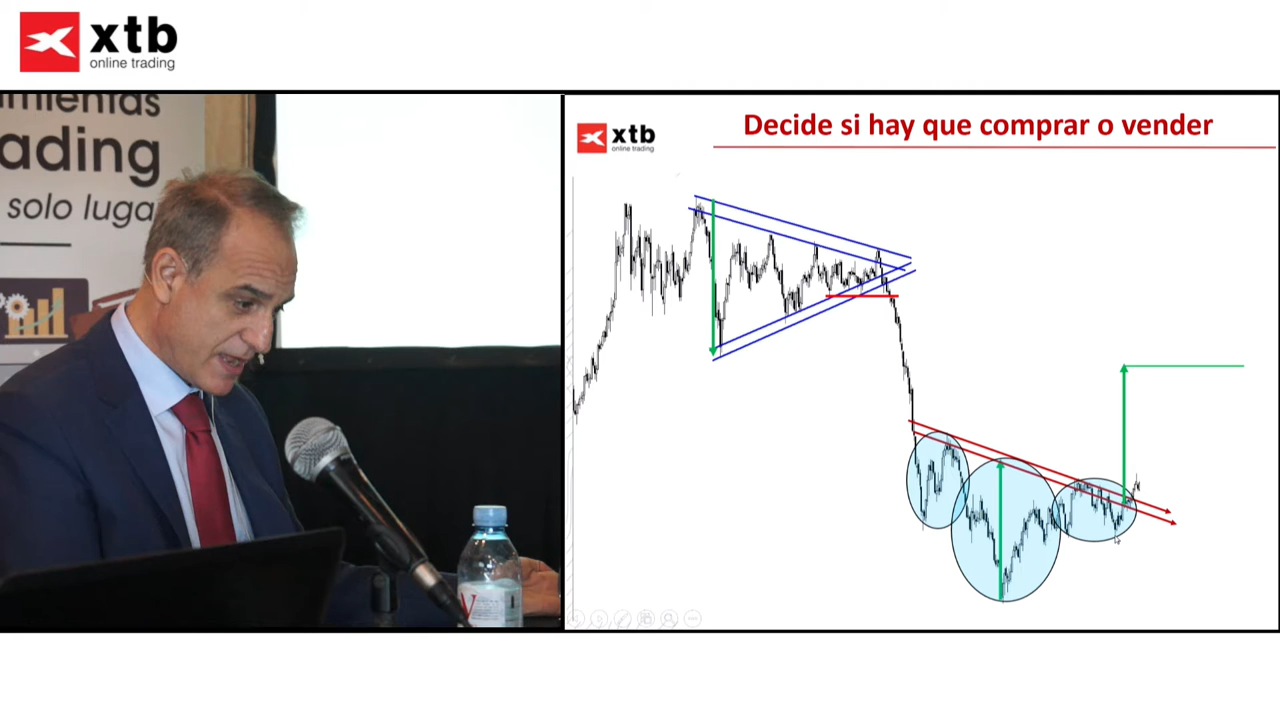 xtb
online trading
mientas
ading
solo luga
xtb
online trading
Decide si hay que comprar o vender